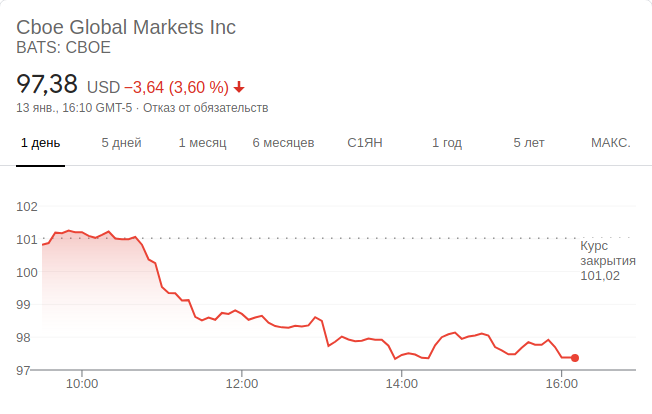 Cboe Global Markets Inc
BATS: CBOE
97,38 USD −3,64 (3,60 %)
13 янв., 16:10 GMT-5 · Отказ от обязательств
1 день 5 дней 1 месяц 6 месяцев С1ЯН 1 год 5 лет МАКС.
102
101
Курс
закрытия
101,02
100
99
98
97
10:00 12:00 14:00 16:00